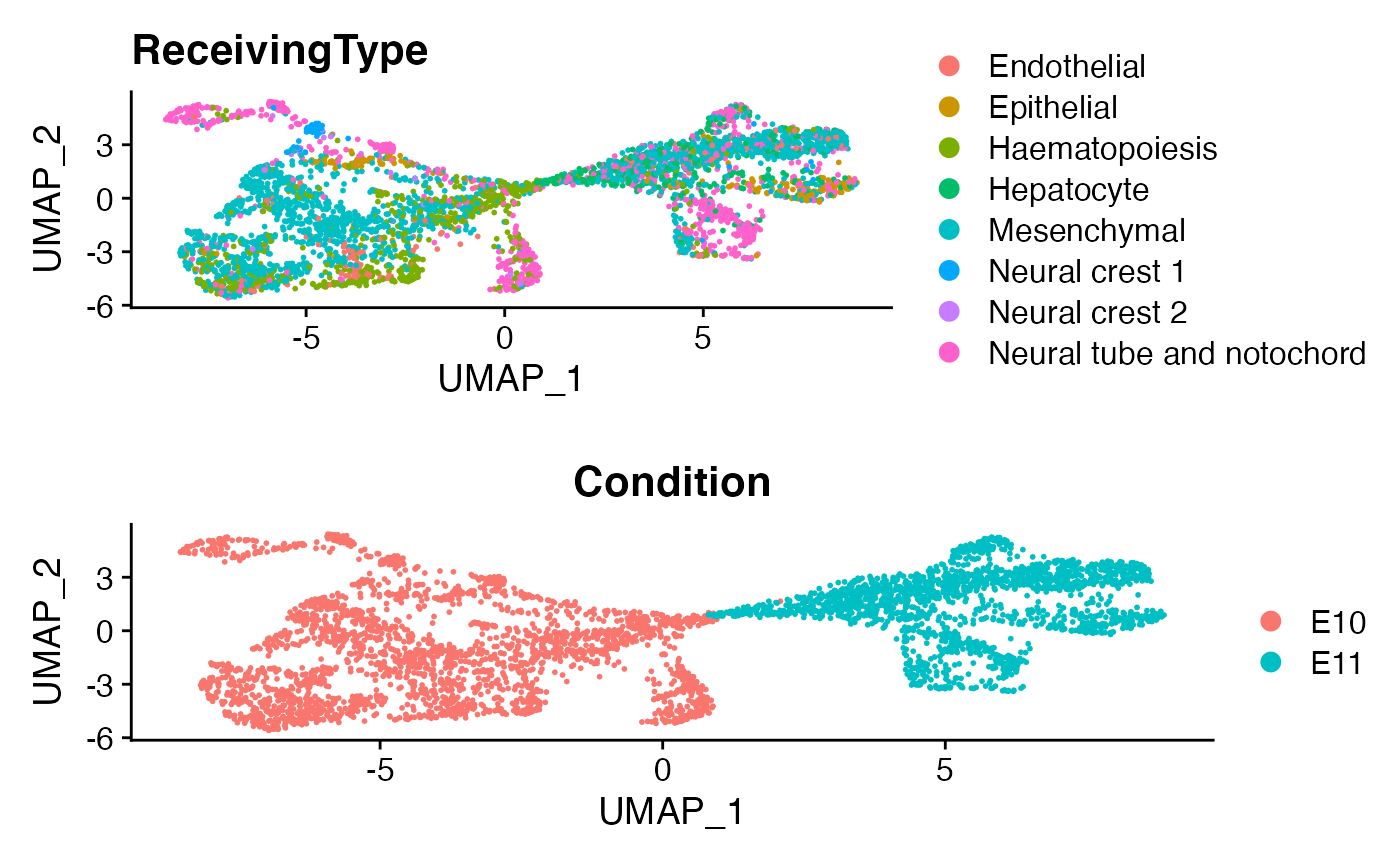 ReceivingType
Endothelial
Epithelial
Haematopoiesis
Hepatocyte
Mesenchymal
Neural crest 1
Neural crest 2
Neural tube and notochord
UMAP_2
3
0
-3
-6
-5 0 5
UMAP_1
Condition
E10
E11
UMAP_2
3
0
-3
-6
-5 0 5
UMAP_1